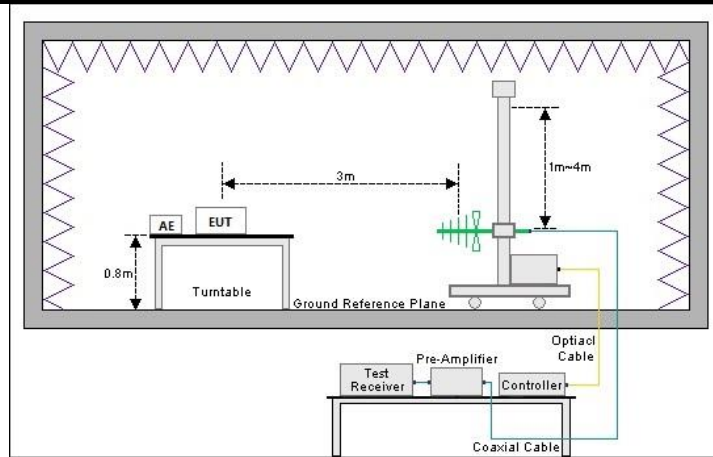 1m~4m
3m
AE
EUT
0.8m
Turntable
Ground Reference Plane
Optiacl
Cable
Pre-Amplifier
Test
Receiver
Controller
Coaxial Cable